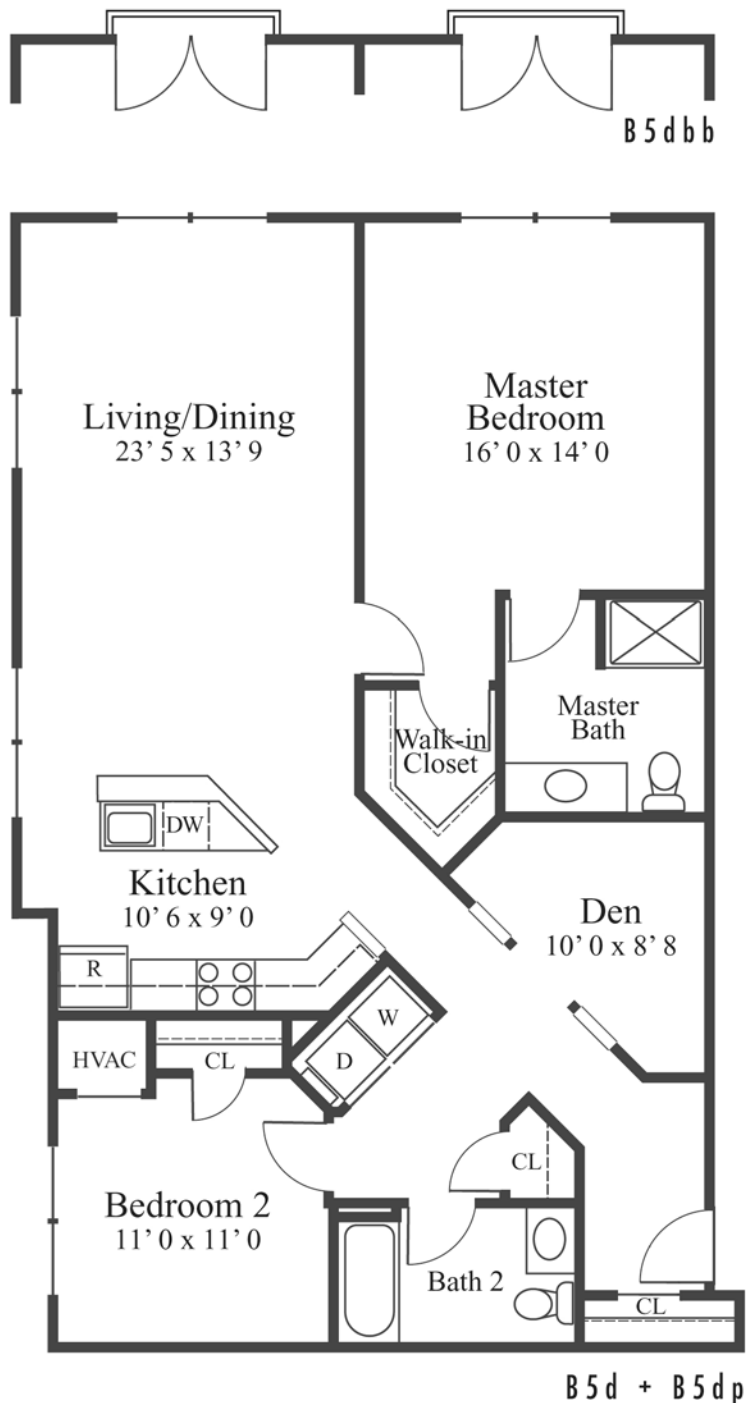 B5dbb
Living/Dining
23' 5 x 13' 9
Master
Bedroom
16' 0 x 14' 0
Master
Bath
Walk-in
Closet
DW
Kitchen
10' 6 x 9' 0
Den
10' 0 x 8' 8
R
W
D
HVAC
CL
CL
Bedroom 2
11' 0 x 11' 0
Bath 2
CL
B5d + B5dp